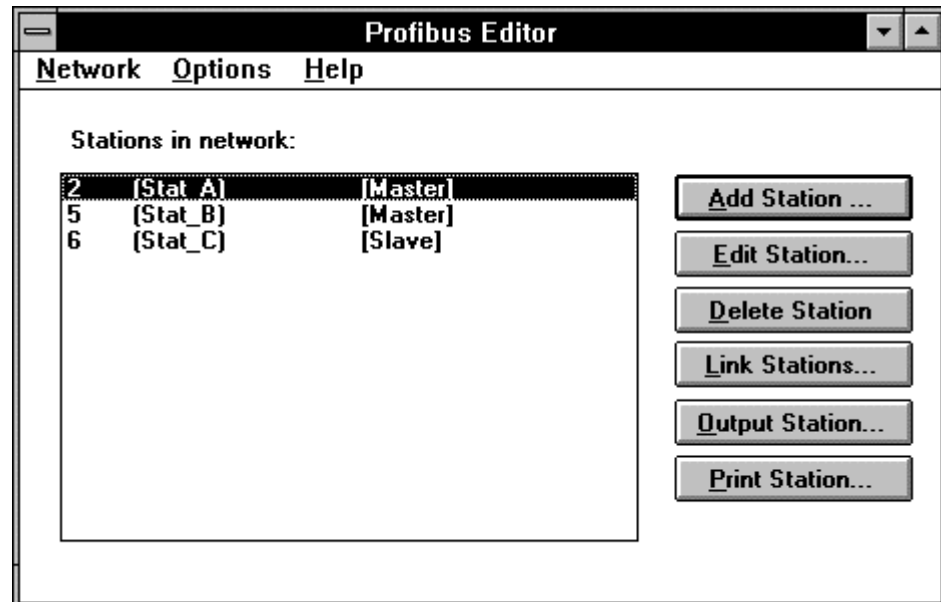 Profibus Editor
Network Options Help
Stations in network:
2 (Stat_A) [Master]
5 (Stat_B) [Master]
6 (Stat_C) [Slave]
Add Station ...
Edit Station...
Delete Station
Link Stations...
Output Station...
Print Station...